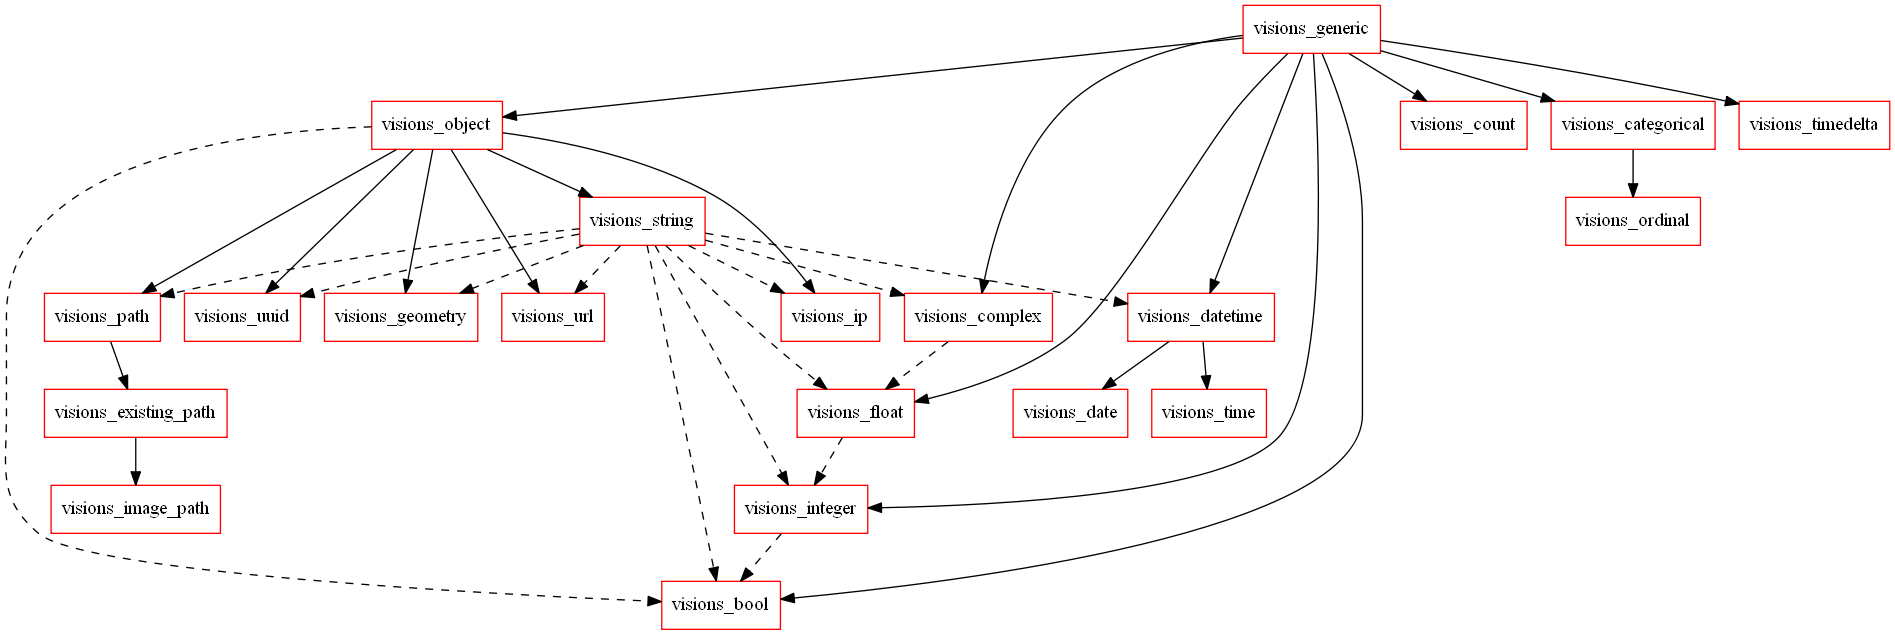 visions_generic
visions_object
visions_count
visions_categorical
visions_timedelta
visions_string
visions_ordinal
visions_path
visions_uuid
visions_geometry
visions_url
visions_ip
visions_complex
visions_datetime
visions_existing_path
visions_float
visions_date
visions_time
visions_image_path
visions_integer
visions_bool